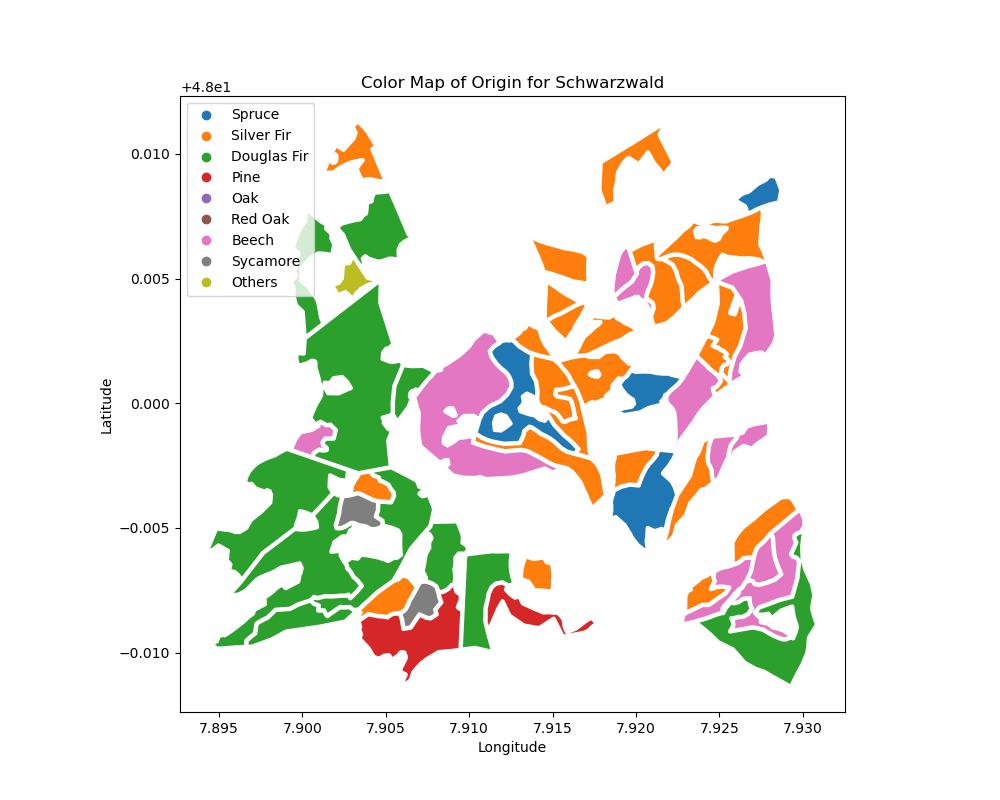 Color Map of Origin for Schwarzwald
+4.8e1
Spruce
Silver Fir
Douglas Fir
Pine
Oak
Red Oak
Beech
Sycamore
Others
0.010
0.005
0.000
−0.005
−0.010
Latitude
7.895 7.900 7.905 7.910 7.915 7.920 7.925 7.930
Longitude